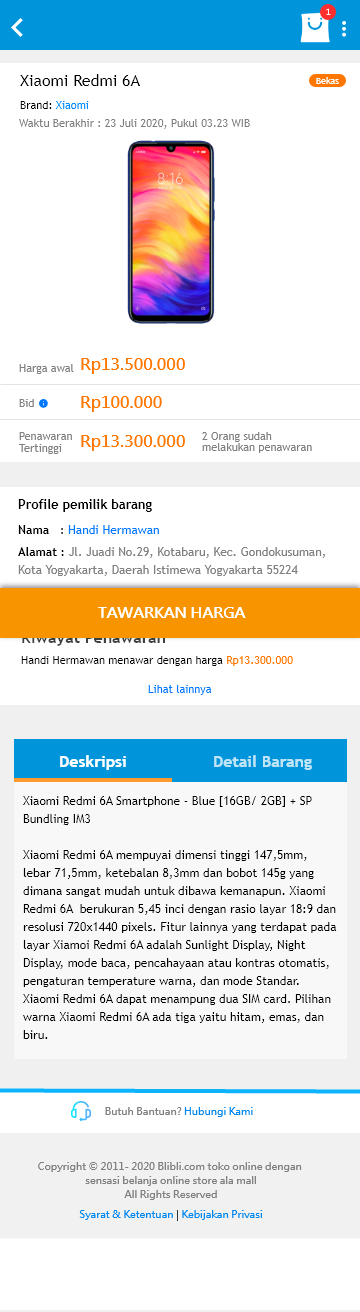 1
Xiaomi Redmi 6A
Bekas
Brand: Xiaomi
Waktu Berakhir : 23 Juli 2020, Pukul 03.23 WIB
8:16
Harga awal Rp13.500.000
Bid Rp100.000
Penawaran Tertinggi Rp13.300.000 2 Orang sudah melakukan penawaran
Profile pemilik barang
Nama : Handi Hermawan
Alamat : Jl. Juadi No.29, Kotabaru, Kec. Gondokusuman,
Kota Yogyakarta, Daerah Istimewa Yogyakarta 55224
TAWARKAN HARGA
Riwayat Penawaran
Handi Hermawan menawar dengan harga Rp13.300.000
Lihat lainnya
Deskripsi Detail Barang
Xiaomi Redmi 6A Smartphone - Blue [16GB/ 2GB] + SP
Bundling IM3
Xiaomi Redmi 6A mempuyai dimensi tinggi 147,5mm,
lebar 71,5mm, ketebalan 8,3mm dan bobot 145g yang
dimana sangat mudah untuk dibawa kemanapun. Xiaomi
Redmi 6A berukuran 5,45 inci dengan rasio layar 18:9 dan
resolusi 720x1440 pixels. Fitur lainnya yang terdapat pada
layar Xiamoi Redmi 6A adalah Sunlight Display, Night
Display, mode baca, pencahayaan atau kontras otomatis,
pengaturan temperature warna, dan mode Standar.
Xiaomi Redmi 6A dapat menampung dua SIM card. Pilihan
warna Xiaomi Redmi 6A ada tiga yaitu hitam, emas, dan
biru.
Butuh Bantuan? Hubungi Kami
Copyright © 2011- 2020 Blibli.com toko online dengan
sensasi belanja online store ala mall
All Rights Reserved
Syarat & Ketentuan | Kebijakan Privasi